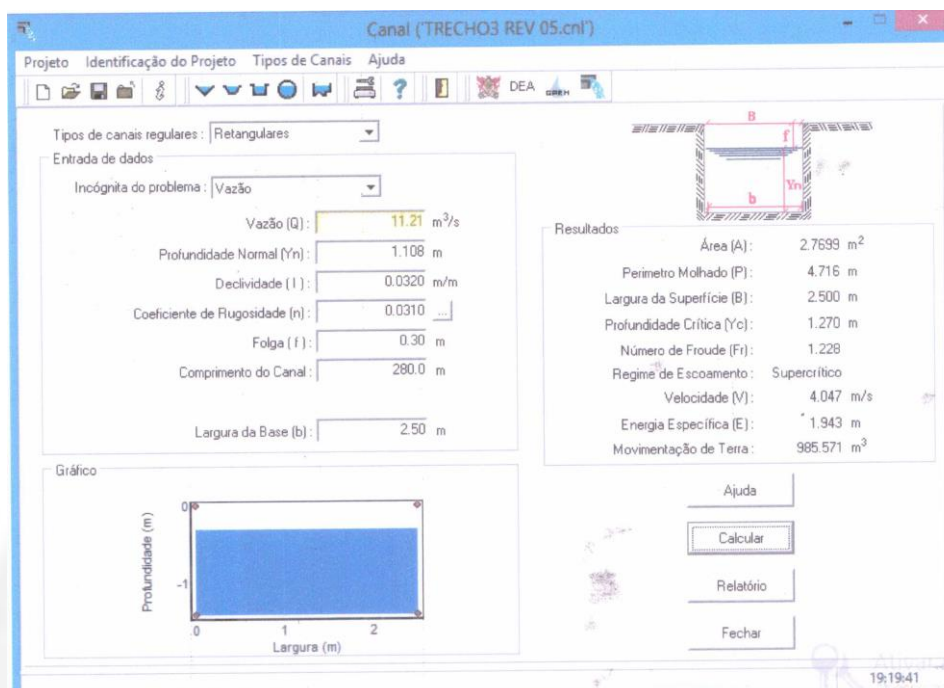 Canal ('TRECHO3 REV 05.cnl')
Projeto Identificação do Projeto Tipos de Canais Ajuda
DEA GPRH
Tipos de canais regulares : Retangulares
Entrada de dados
Incógnita do problema : Vazão
Vazão (Q) : 11.21 m³/s
Profundidade Normal (Yn) : 1.108 m
Declividade ( I ) : 0.0320 m/m
Coeficiente de Rugosidade (n) : 0.0310 ...
Folga ( f ) : 0.30 m
Comprimento do Canal : 280.0 m
Largura da Base (b) : 2.50 m
B
f
Yn
b
Resultados
Área (A) : 2.7699 m²
Perimetro Molhado (P) : 4.716 m
Largura da Superfície (B) : 2.500 m
Profundidade Crítica (Yc) : 1.270 m
Número de Froude (Fr) : 1.228
Regime de Escoamento : Supercrítico
Velocidade (V) : 4.047 m/s
Energia Específica (E) : 1.943 m
Movimentação de Terra : 985.571 m³
Gráfico
Profundidade (m)
0
-1
0 1 2
Largura (m)
Ajuda
Calcular
Relatório
Fechar
19:19:41